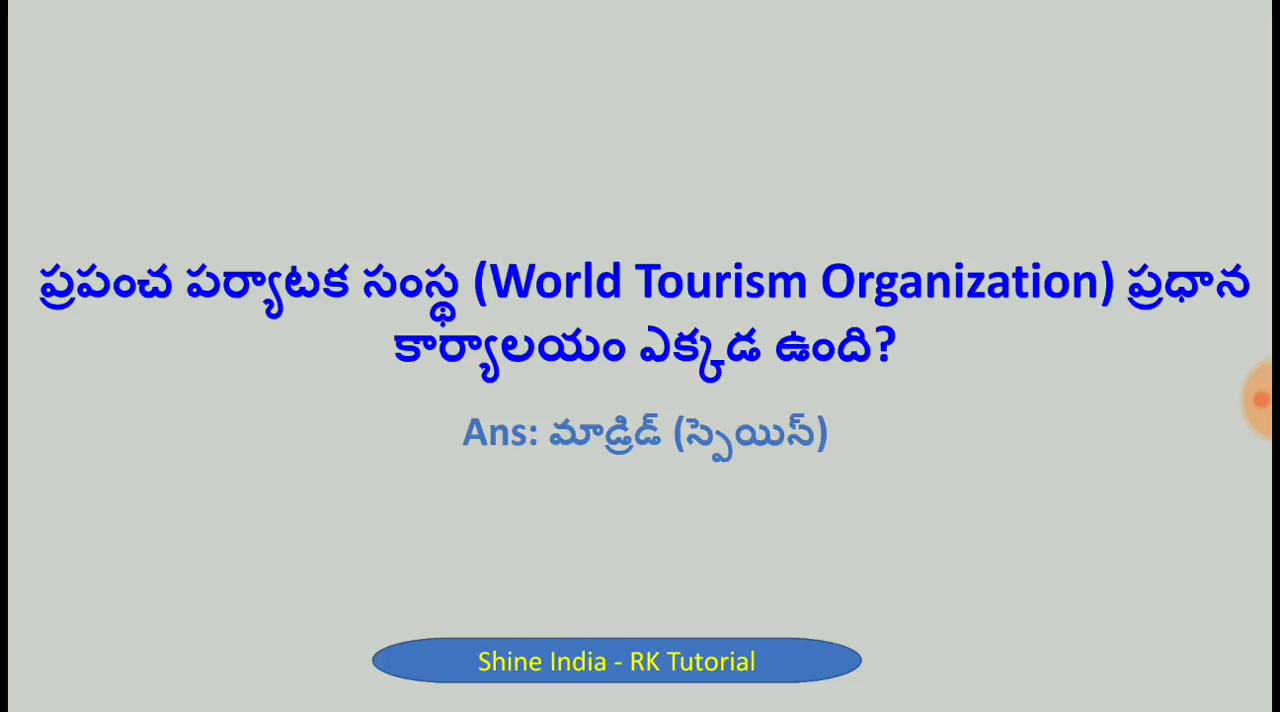 ప్రపంచ పర్యాటక సంస్థ (World Tourism Organization) ప్రధాన
కార్యాలయం ఎక్కడ ఉంది?
Ans: మాడ్రిడ్ (స్పెయిస్)
Shine India - RK Tutorial